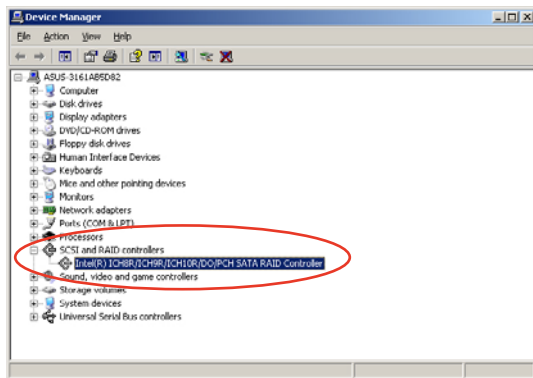 Device Manager
File Action View Help
ASUS-3161A85D82
Computer
Disk drives
Display adapters
DVD/CD-ROM drives
Floppy disk drives
Human Interface Devices
Keyboards
Mice and other pointing devices
Monitors
Network adapters
Ports (COM & LPT)
Processors
SCSI and RAID controllers
Intel(R) ICH8R/ICH9R/ICH10R/DO/PCH SATA RAID Controller
Sound, video and game controllers
Storage volumes
System devices
Universal Serial Bus controllers